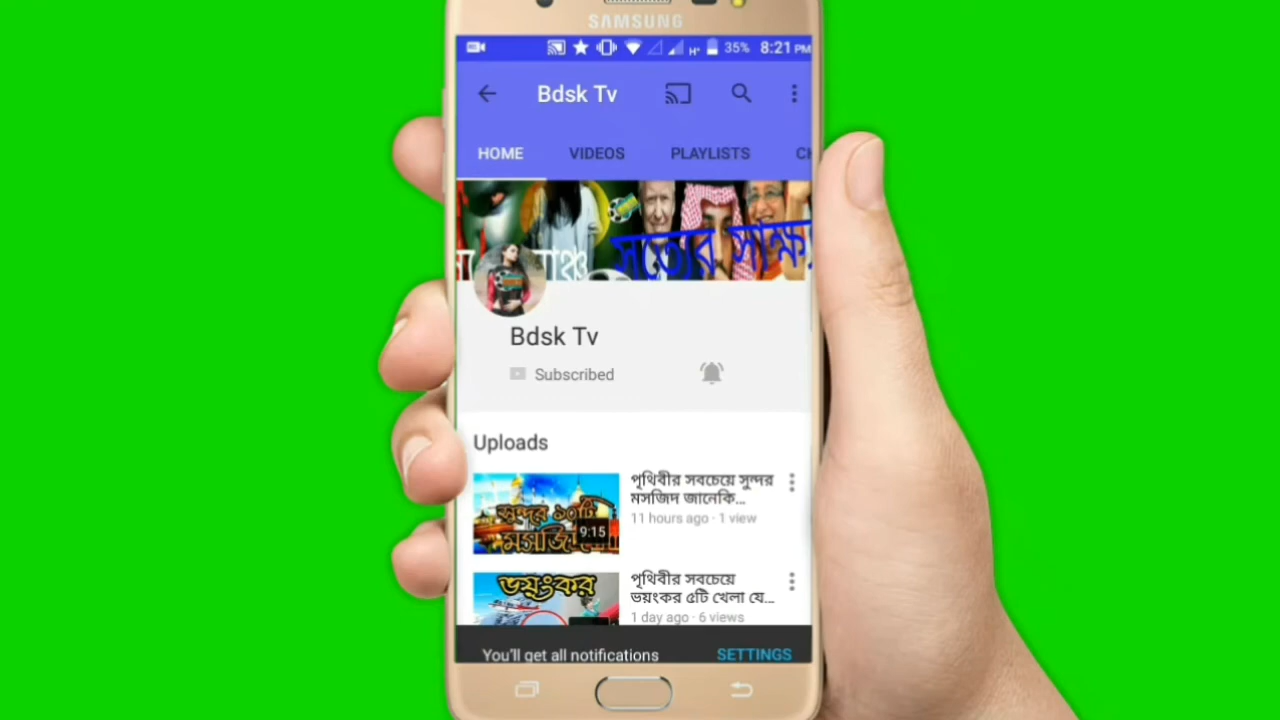 SAMSUNG
H+ 35% 8:21 PM
Bdsk Tv
HOME VIDEOS PLAYLISTS
সত্যের সাক্ষ্য
Bdsk Tv
Subscribed
Uploads
সুন্দর ১০টি
9:15
পৃথিবীর সবচেয়ে সুন্দর
মসজিদ জানেকি...
11 hours ago · 1 view
ভয়ংকর
পৃথিবীর সবচেয়ে
ভয়ংকর ৫টি খেলা যে...
1 day ago · 6 views
You'll get all notifications SETTINGS